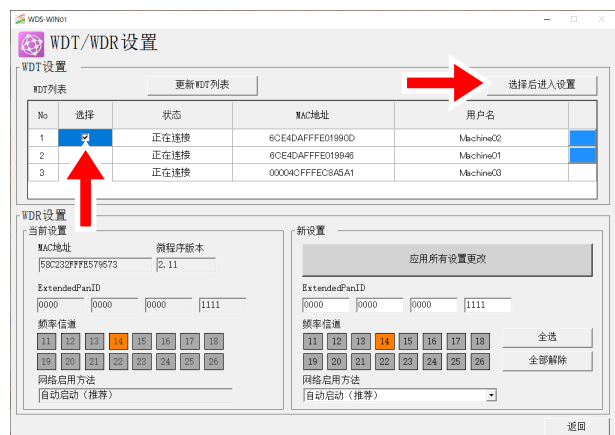 WDS-WIN01
WDT/WDR设置
WDT设置
WDT列表
更新WDT列表
选择后进入设置
No 选择 状态 MAC地址 用户名
1 正在连接 6CE4DAFFFE01990D Machine02
2 正在连接 6CE4DAFFFE019946 Machine01
3 正在连接 00004CFFFEC8A5A1 Machine03
WDR设置
当前设置
MAC地址 微程序版本
58C232FFFE579573 2.11
ExtendedPanID
0000 0000 0000 1111
频率信道
11 12 13 14 15 16 17 18
19 20 21 22 23 24 25 26
网络启用方法
自动启动（推荐）
新设置
应用所有设置更改
ExtendedPanID
0000 0000 0000 1111
频率信道
11 12 13 14 15 16 17 18
全选
19 20 21 22 23 24 25 26
全部解除
网络启用方法
自动启动（推荐）
返回